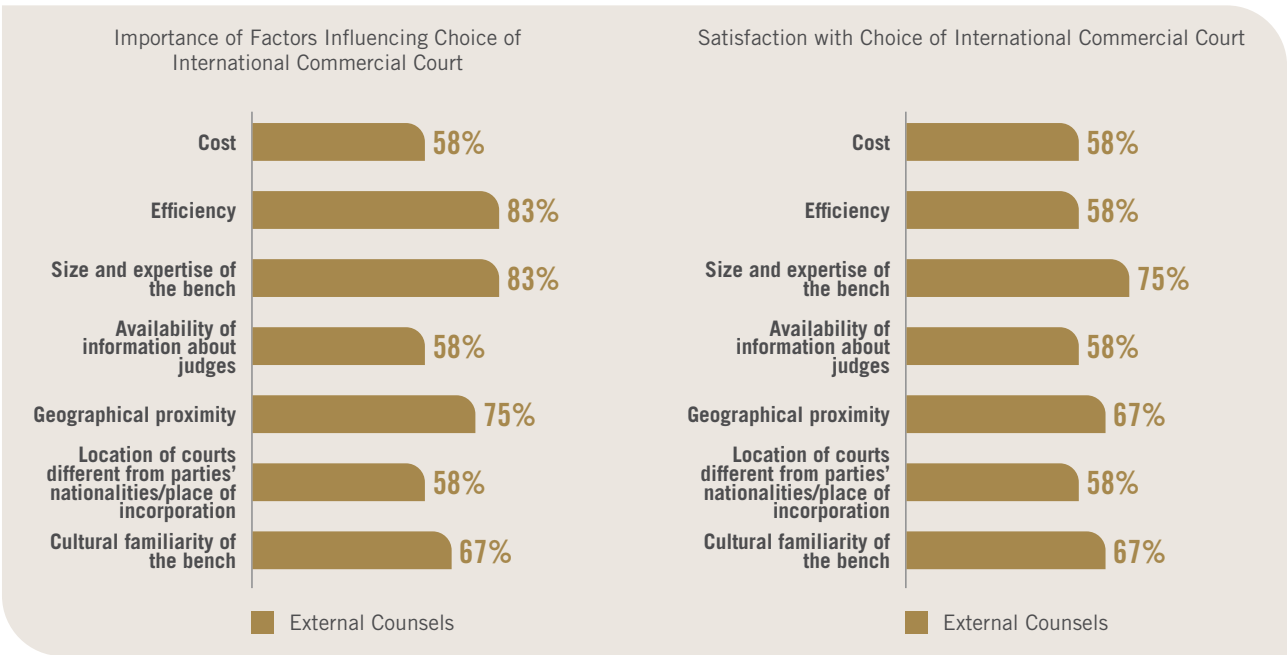 Importance of Factors Influencing Choice of
International Commercial Court
Cost
58%
Efficiency
83%
Size and expertise of
the bench
83%
Availability of
information about
judges
58%
Geographical proximity
75%
Location of courts
different from parties’
nationalities/place of
incorporation
58%
Cultural familiarity of
the bench
67%
External Counsels
Satisfaction with Choice of International Commercial Court
Cost
58%
Efficiency
58%
Size and expertise of
the bench
75%
Availability of
information about
judges
58%
Geographical proximity
67%
Location of courts
different from parties’
nationalities/place of
incorporation
58%
Cultural familiarity of
the bench
67%
External Counsels